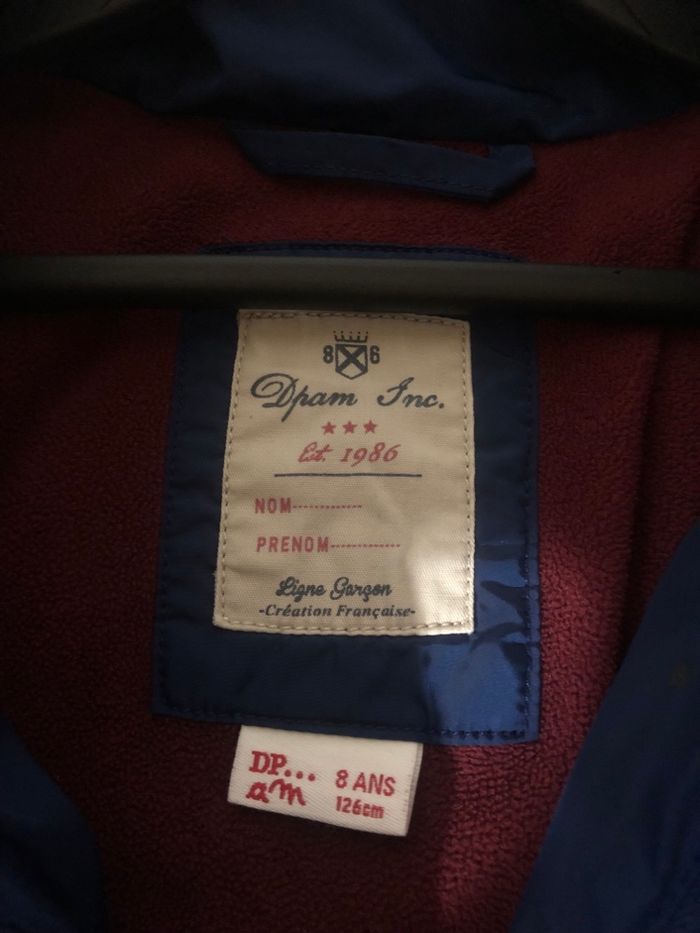 8 6
Dpam Inc.
Est. 1986
NOM------------
PRENOM------------
Ligne Garçon
-Création Française-
DP...
am
8 ANS
126cm